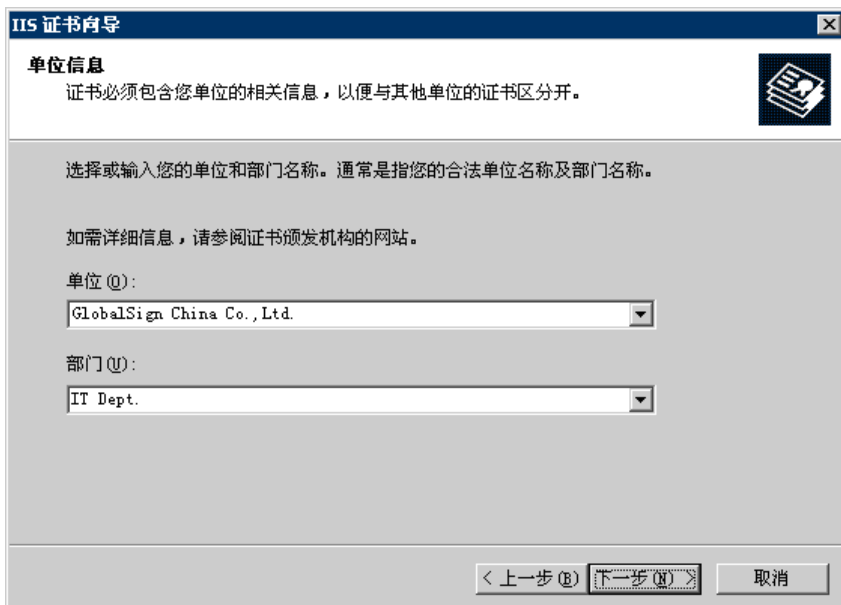 IIS 证书向导
单位信息
证书必须包含您单位的相关信息，以便与其他单位的证书区分开。
选择或输入您的单位和部门名称。通常是指您的合法单位名称及部门名称。
如需详细信息，请参阅证书颁发机构的网站。
单位(O):
GlobalSign China Co.,Ltd.
部门(U):
IT Dept.
< 上一步(B) 下一步(N) > 取消